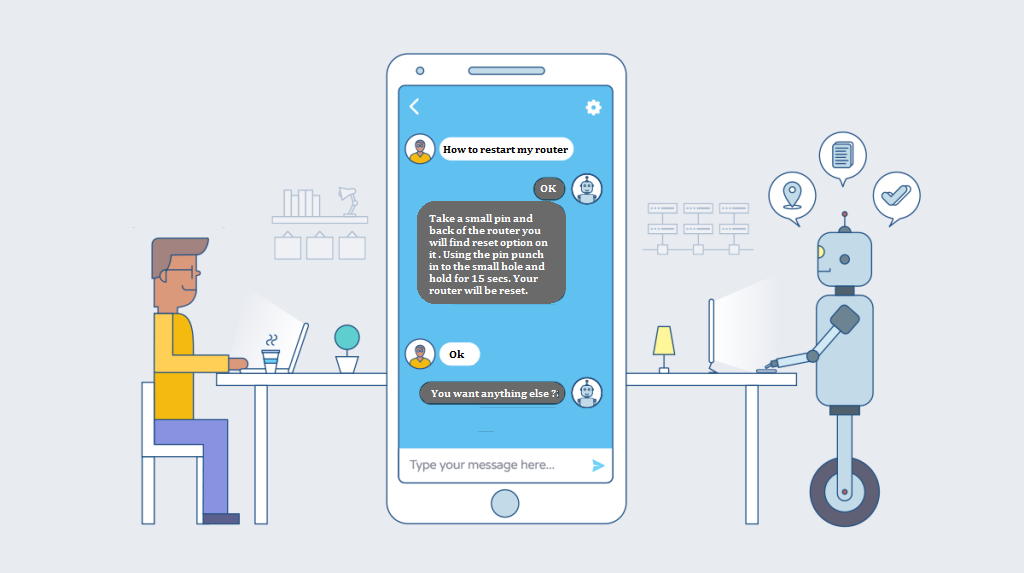 How to restart my router
OK
Take a small pin and
back of the router you
will find reset option on
it . Using the pin punch
in to the small hole and
hold for 15 secs. Your
router will be reset.
Ok
You want anything else ?
Type your message here...